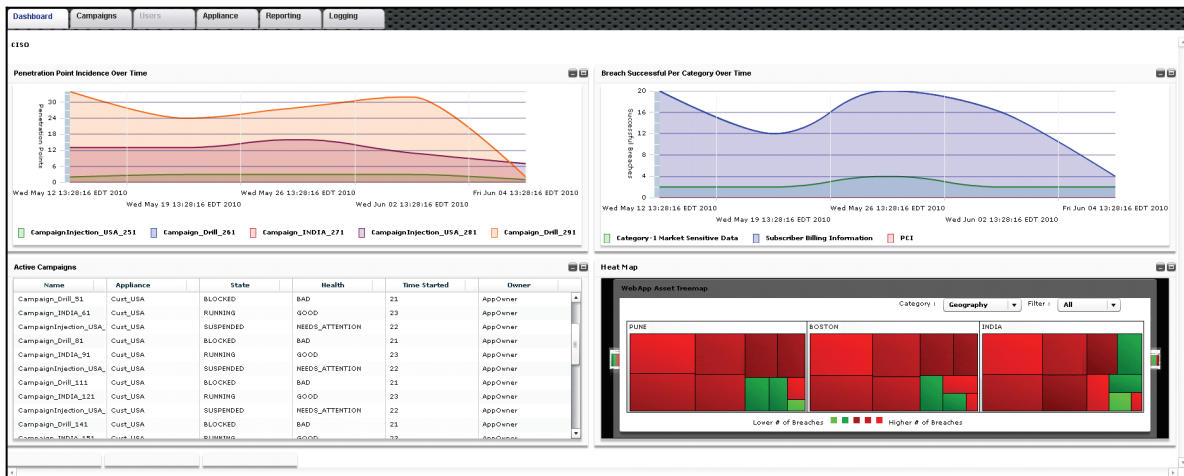 Dashboard Campaigns Users Appliance Reporting Logging
CISO
Penetration Point Incidence Over Time
30
24
18
12
6
0
Penetration Points
Wed May 12 13:28:16 EDT 2010 Wed May 26 13:28:16 EDT 2010 Fri Jun 04 13:28:16 EDT 2010
Wed May 19 13:28:16 EDT 2010 Wed Jun 02 13:28:16 EDT 2010
CampaignInjection_USA_251 Campaign_Drill_261 Campaign_INDIA_271 CampaignInjection_USA_281 Campaign_Drill_291
Breach Successful Per Category Over Time
20
16
12
8
4
0
Successful Breaches
Wed May 12 13:28:16 EDT 2010 Wed May 26 13:28:16 EDT 2010 Fri Jun 04 13:28:16 EDT 2010
Wed May 19 13:28:16 EDT 2010 Wed Jun 02 13:28:16 EDT 2010
Category-1 Market Sensitive Data Subscriber Billing Information PCI
Active Campaigns
Name Appliance State Health Time Started Owner
Campaign_Drill_51 Cust_USA BLOCKED BAD 21 AppOwner
Campaign_INDIA_61 Cust_USA RUNNING GOOD 23 AppOwner
CampaignInjection_USA_ Cust_USA SUSPENDED NEEDS_ATTENTION 22 AppOwner
Campaign_Drill_81 Cust_USA BLOCKED BAD 21 AppOwner
Campaign_INDIA_91 Cust_USA RUNNING GOOD 23 AppOwner
CampaignInjection_USA_ Cust_USA SUSPENDED NEEDS_ATTENTION 22 AppOwner
Campaign_Drill_111 Cust_USA BLOCKED BAD 21 AppOwner
Campaign_INDIA_121 Cust_USA RUNNING GOOD 23 AppOwner
CampaignInjection_USA_ Cust_USA SUSPENDED NEEDS_ATTENTION 22 AppOwner
Campaign_Drill_141 Cust_USA BLOCKED BAD 21 AppOwner
Campaign_INDIA_151 Cust_USA RUNNING GOOD 23 AppOwner
Heat Map
WebApp Asset Treemap
Category : Geography Filter : All
PUNE BOSTON INDIA
Lower # of Breaches Higher # of Breaches